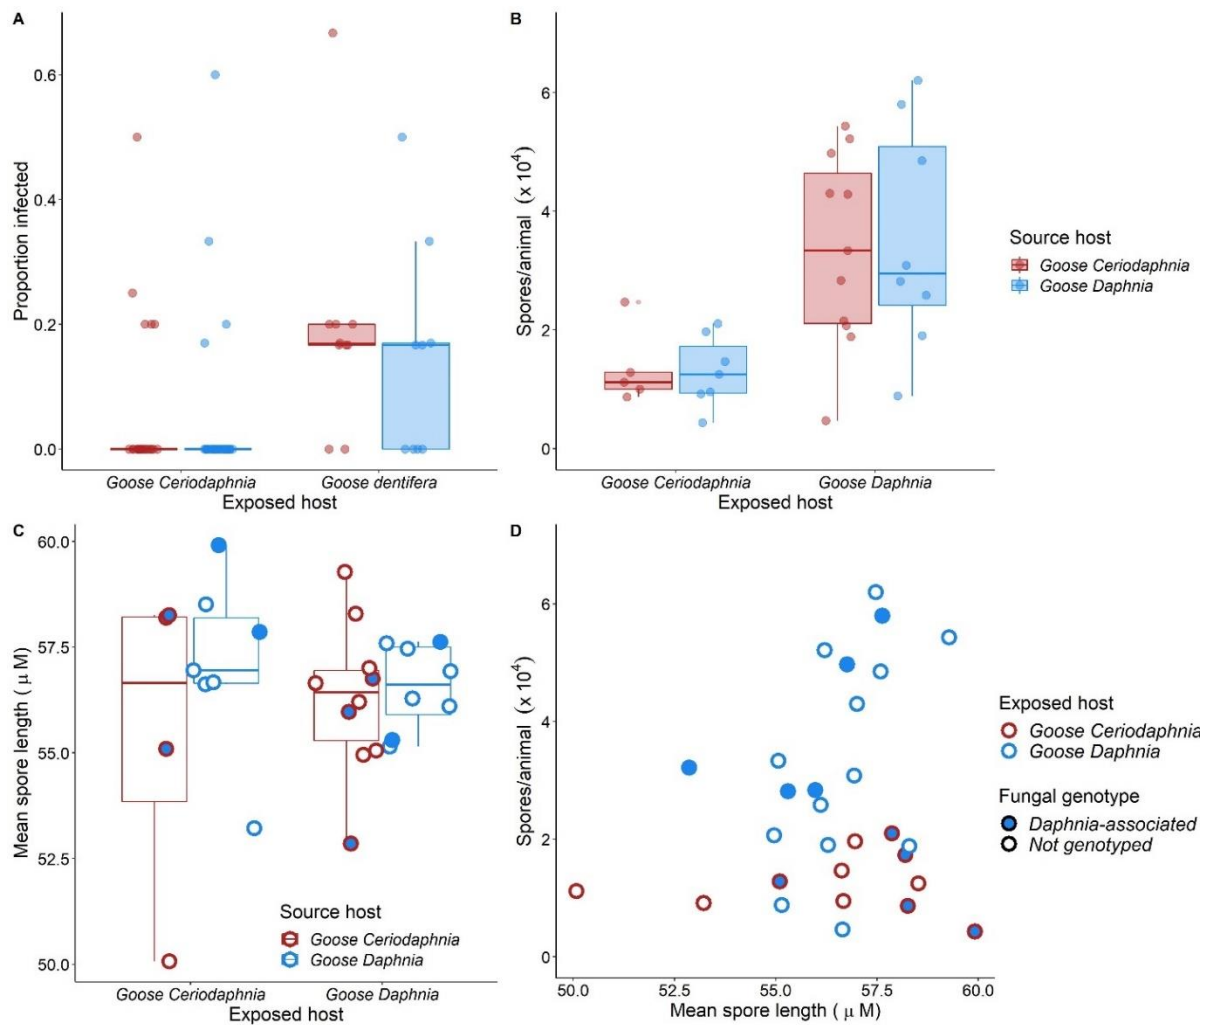 A
Proportion infected
0.6
0.4
0.2
0.0
Goose Ceriodaphnia
Goose dentifera
Exposed host
B
Spores/animal (x 10⁴)
6
4
2
0
Goose Ceriodaphnia
Goose Daphnia
Exposed host
Source host
Goose Ceriodaphnia
Goose Daphnia
C
Mean spore length ( μ M)
60.0
57.5
55.0
52.5
50.0
Source host
Goose Ceriodaphnia
Goose Daphnia
Goose Ceriodaphnia
Goose Daphnia
Exposed host
D
Spores/animal (x 10⁴)
6
4
2
0
50.0
52.5
55.0
57.5
60.0
Mean spore length ( μ M)
Exposed host
Goose Ceriodaphnia
Goose Daphnia
Fungal genotype
Daphnia-associated
Not genotyped